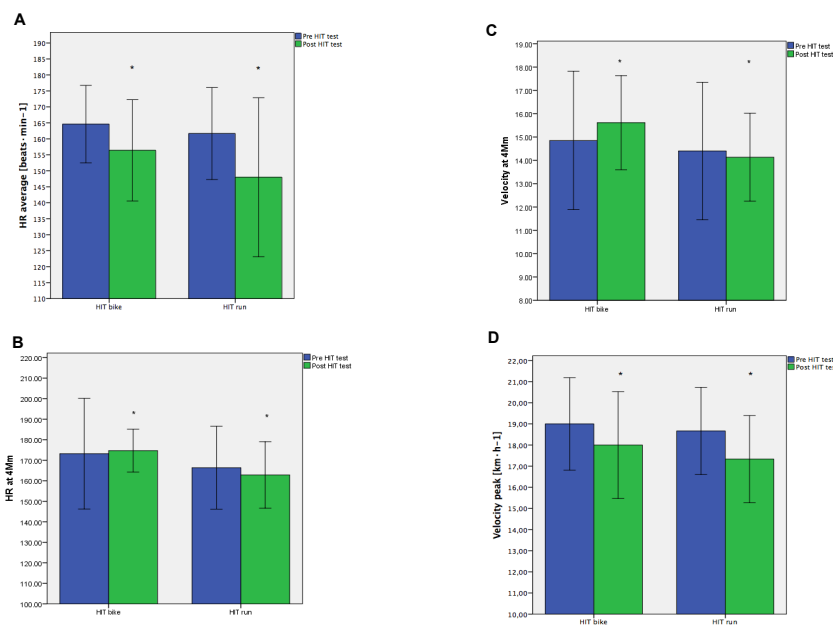 A
Pre HIT test
Post HIT test
HR average [beats·min−1]
190
185
180
175
170
165
160
155
150
145
140
135
130
125
120
115
110
*
*
HIT bike
HIT run
B
Pre HIT test
Post HIT test
HR at 4Mm
220.00
210.00
200.00
190.00
180.00
170.00
160.00
150.00
140.00
130.00
120.00
110.00
100.00
*
*
HIT bike
HIT run
C
Pre HIT test
Post HIT test
Velocity at 4Mm
19.00
18.00
17.00
16.00
15.00
14.00
13.00
12.00
11.00
10.00
9.00
8.00
*
*
HIT bike
HIT run
D
Pre HIT test
Post HIT test
Velocity peak [km·h-1]
22,00
21,00
20,00
19,00
18,00
17,00
16,00
15,00
14,00
13,00
12,00
11,00
10,00
*
*
HIT bike
HIT run